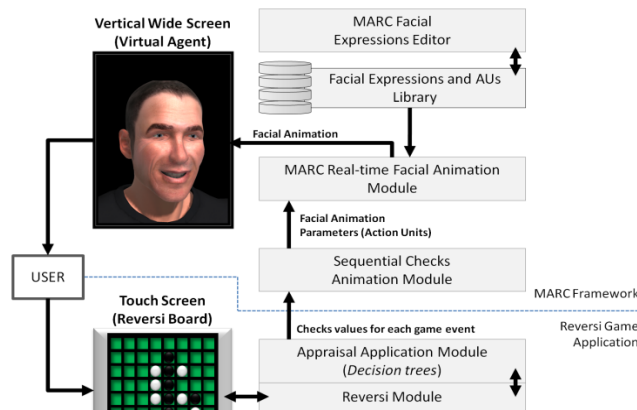 Vertical Wide Screen
(Virtual Agent)
MARC Facial
Expressions Editor
Facial Expressions and AUs
Library
Facial Animation
MARC Real-time Facial Animation
Module
Facial Animation
Parameters (Action Units)
Sequential Checks
Animation Module
USER
MARC Framework
Touch Screen
(Reversi Board)
Reversi Game
Application
Checks values for each game event
Appraisal Application Module
(Decision trees)
Reversi Module